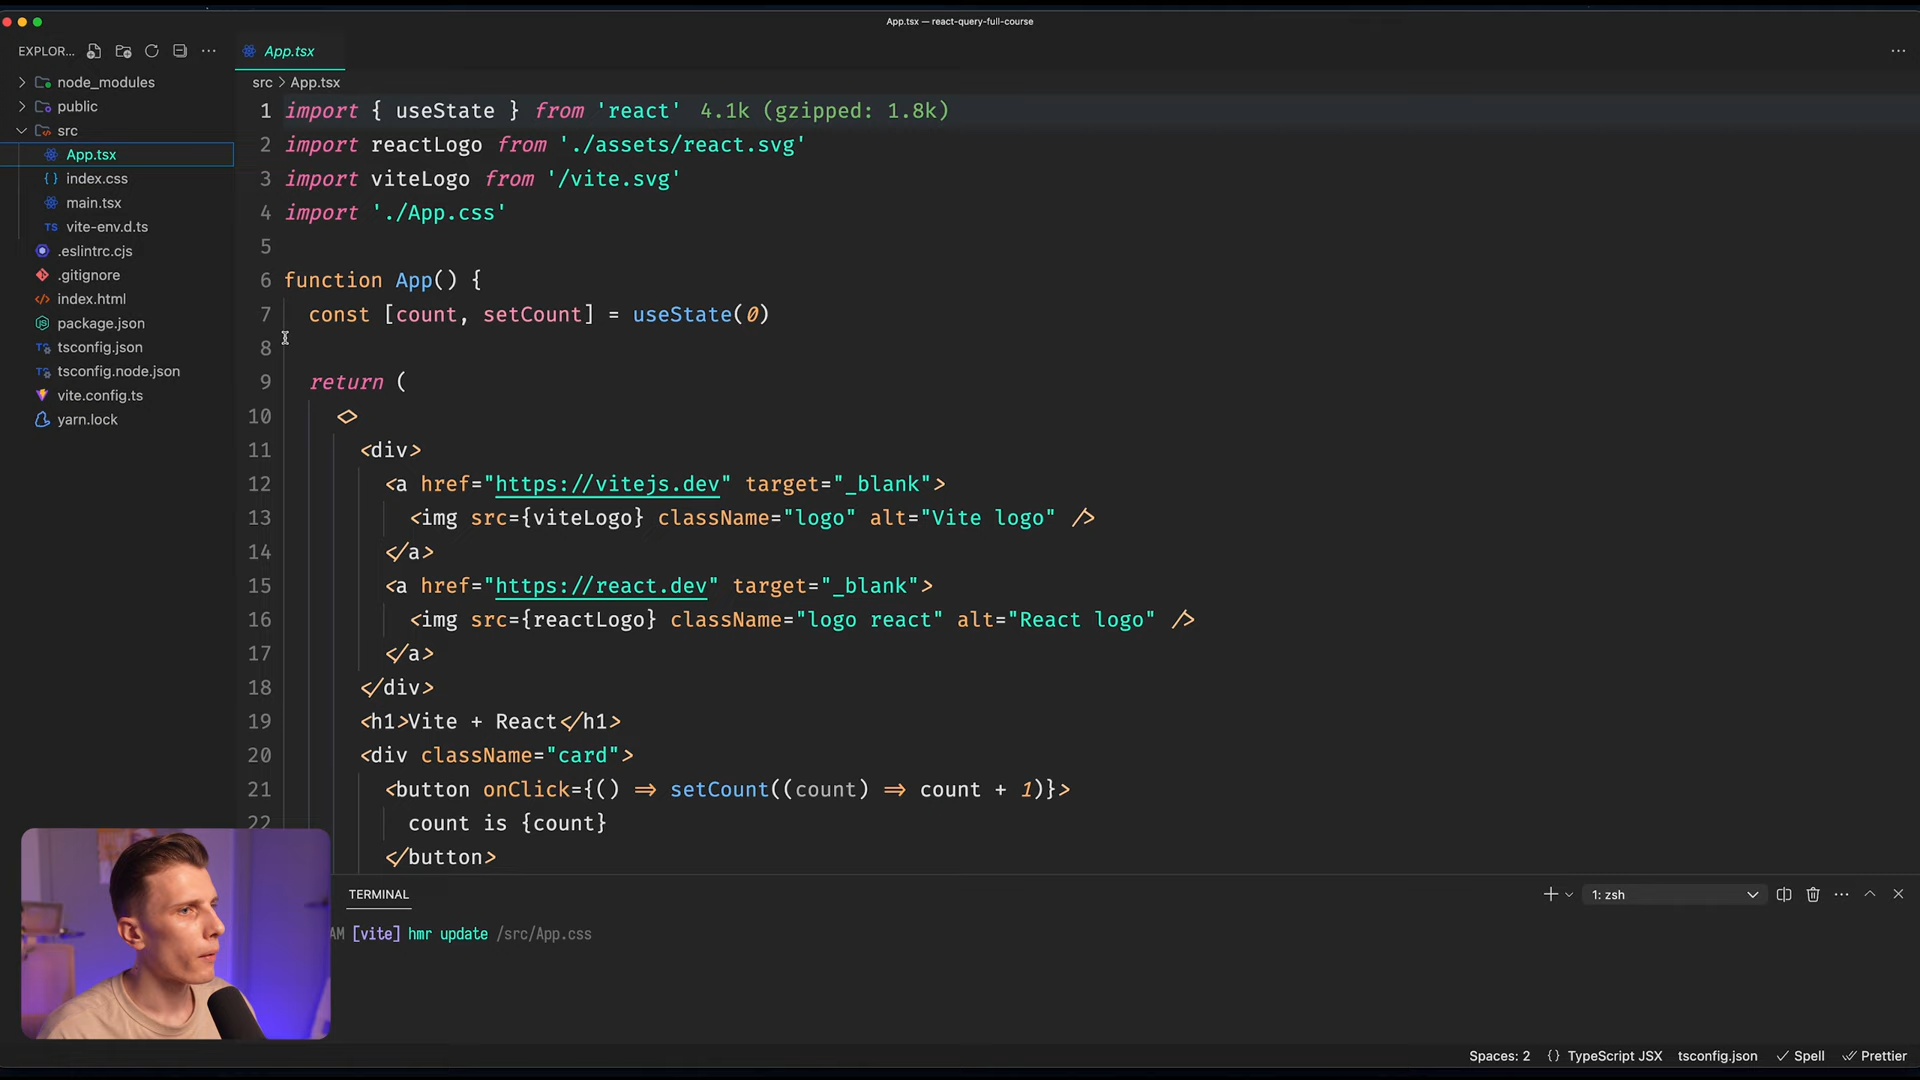 App.tsx — react-query-full-course
EXPLOR...
App.tsx
node_modules
public
src
App.tsx
index.css
main.tsx
TS vite-env.d.ts
.eslintrc.cjs
.gitignore
index.html
package.json
tsconfig.json
tsconfig.node.json
vite.config.ts
yarn.lock
src > App.tsx
1 import { useState } from 'react' 4.1k (gzipped: 1.8k)
2 import reactLogo from './assets/react.svg'
3 import viteLogo from '/vite.svg'
4 import './App.css'
5
6 function App() {
7 const [count, setCount] = useState(0)
8
9 return (
10 <>
11 <div>
12 <a href="https://vitejs.dev" target="_blank">
13 <img src={viteLogo} className="logo" alt="Vite logo" />
14 </a>
15 <a href="https://react.dev" target="_blank">
16 <img src={reactLogo} className="logo react" alt="React logo" />
17 </a>
18 </div>
19 <h1>Vite + React</h1>
20 <div className="card">
21 <button onClick={() => setCount((count) => count + 1)}>
22 count is {count}
</button>
TERMINAL
1: zsh
AM [vite] hmr update /src/App.css
Spaces: 2 {} TypeScript JSX tsconfig.json ✓ Spell Prettier